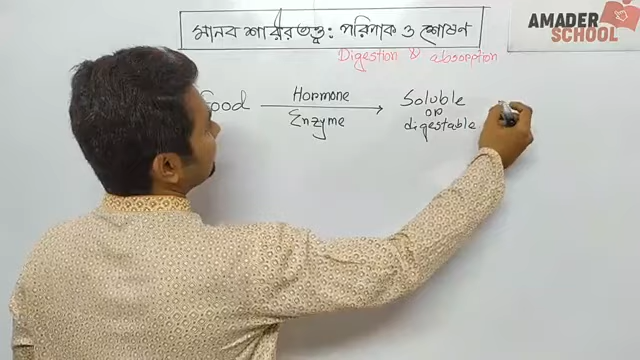 মানব শারীরতত্ত্ব: পরিপাক ও শোষণ
Digestion & absorption
AMADER
SCHOOL
Food
Hormone
Enzyme
Soluble
or
digestable